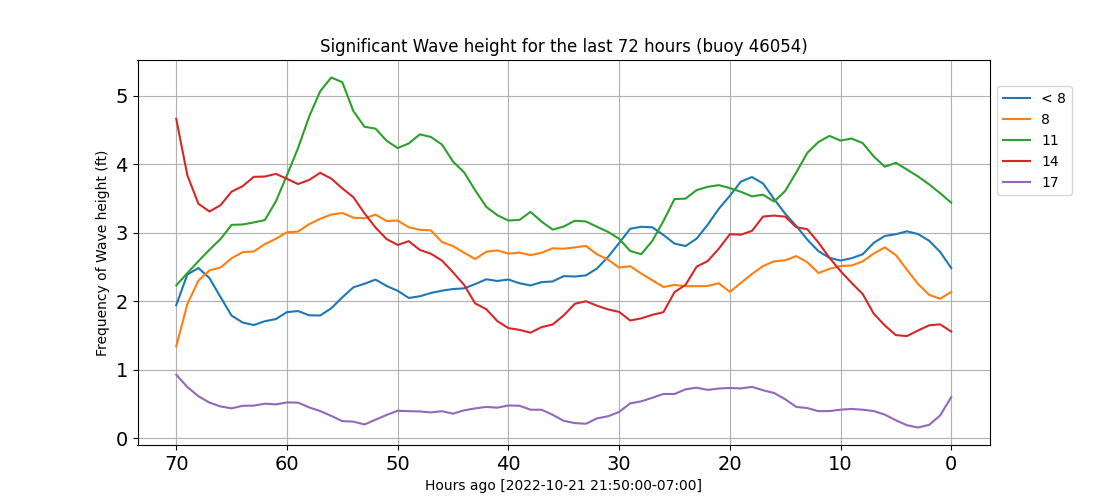 Significant Wave height for the last 72 hours (buoy 46054)
Frequency of Wave height (ft)
5
4
3
2
1
0
70 60 50 40 30 20 10 0
Hours ago [2022-10-21 21:50:00-07:00]
< 8
8
11
14
17